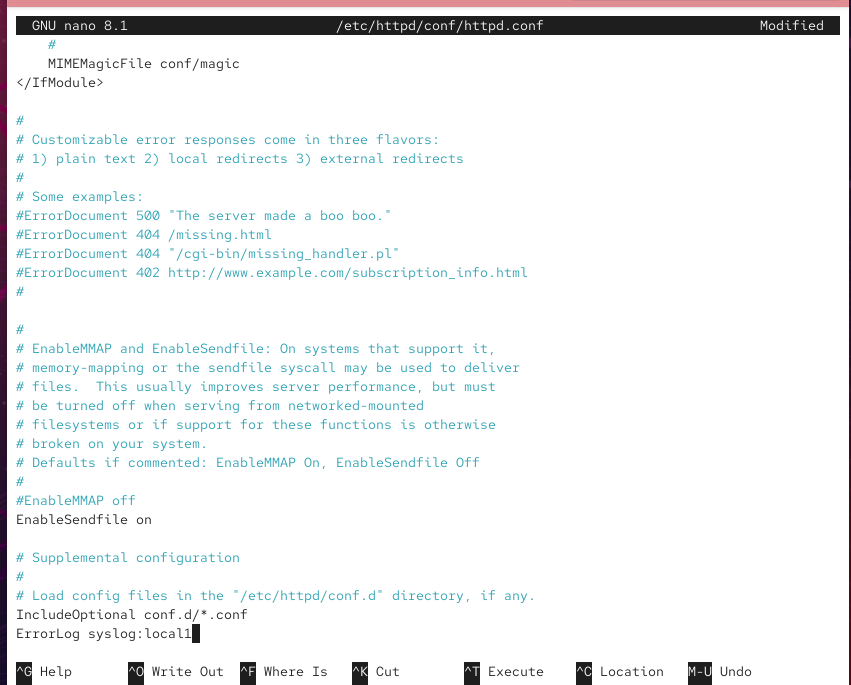 GNU nano 8.1 /etc/httpd/conf/httpd.conf Modified
#
MIMEMagicFile conf/magic
</IfModule>
#
# Customizable error responses come in three flavors:
# 1) plain text 2) local redirects 3) external redirects
#
# Some examples:
#ErrorDocument 500 "The server made a boo boo."
#ErrorDocument 404 /missing.html
#ErrorDocument 404 "/cgi-bin/missing_handler.pl"
#ErrorDocument 402 http://www.example.com/subscription_info.html
#
#
# EnableMMAP and EnableSendfile: On systems that support it,
# memory-mapping or the sendfile syscall may be used to deliver
# files.  This usually improves server performance, but must
# be turned off when serving from networked-mounted
# filesystems or if support for these functions is otherwise
# broken on your system.
# Defaults if commented: EnableMMAP On, EnableSendfile Off
#
#EnableMMAP off
EnableSendfile on
# Supplemental configuration
#
# Load config files in the "/etc/httpd/conf.d" directory, if any.
IncludeOptional conf.d/*.conf
ErrorLog syslog:local1
^G Help ^O Write Out ^F Where Is ^K Cut ^T Execute ^C Location M-U Undo